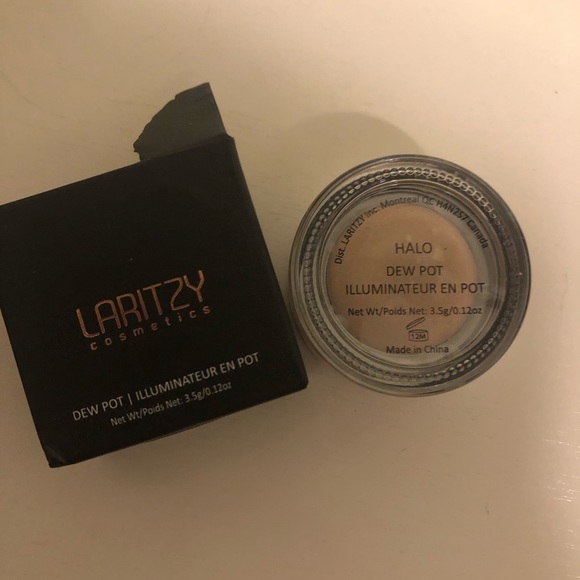 LARITZY
cosmetics
DEW POT | ILLUMINATEUR EN POT
Net Wt/Poids Net: 3.5g/0.12oz
Dist. LARITZY Inc. Montreal QC H4N2S7 Canada
HALO
DEW POT
ILLUMINATEUR EN POT
Net Wt/Poids Net: 3.5g/0.12oz
12M
Made in China